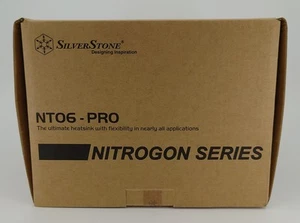 SILVERSTONE
Designing Inspiration
NT06 - PRO
The ultimate heatsink with flexibility in nearly all applications
NITROGON SERIES